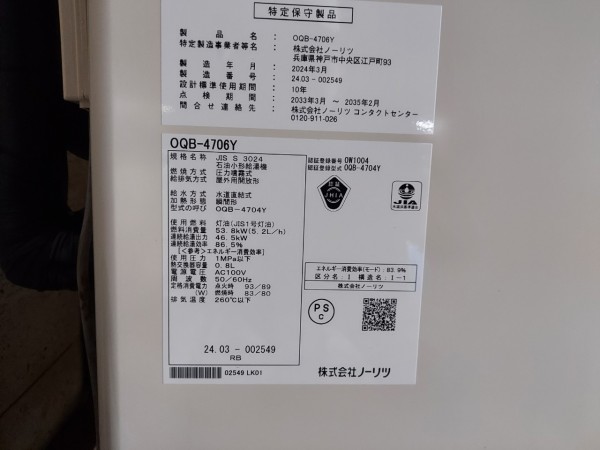 特定保守製品
製品名: OQB-4706Y
特定製造事業者等名: 株式会社ノーリツ
兵庫県神戸市中央区江戸町93
製造年月: 2024年3月
製造番号: 24.03-002549
設計標準使用期間: 10年
点検期間: 2033年3月 ～ 2035年2月
問合せ連絡先: 株式会社ノーリツ コンタクトセンター
0120-911-026
OQB-4706Y
規格名称 JIS S 3024
石油小形給湯機
燃焼方式 圧力噴霧式
給排気方式 屋外用開放形
給水方式 水道直結式
加熱形態 瞬間形
型式の呼び OQB-4704Y
使用燃料 灯油(JIS1号灯油)
燃料消費量 53.8kW(5.2L/h)
連続給湯出力 46.5kW
連続給湯効率 86.5%
[<参考>エネルギー消費効率]
使用圧力 1MPa以下
熱交換器容量 0.8L
電源電圧 AC100V
周波数 50/60Hz
定格消費電力 点火時 93/89
(W) 燃焼時 83/80
排気温度 260℃以下
24.03-002549
RB
02549 LK01
認証登録番号 OW1004
認証登録型式 OQB-4704Y
認証
JHIA
JIA
エネルギー消費効率(モード): 83.9%
区分名: I 構造名: I-1
株式会社ノーリツ
PS
C
株式会社ノーリツ